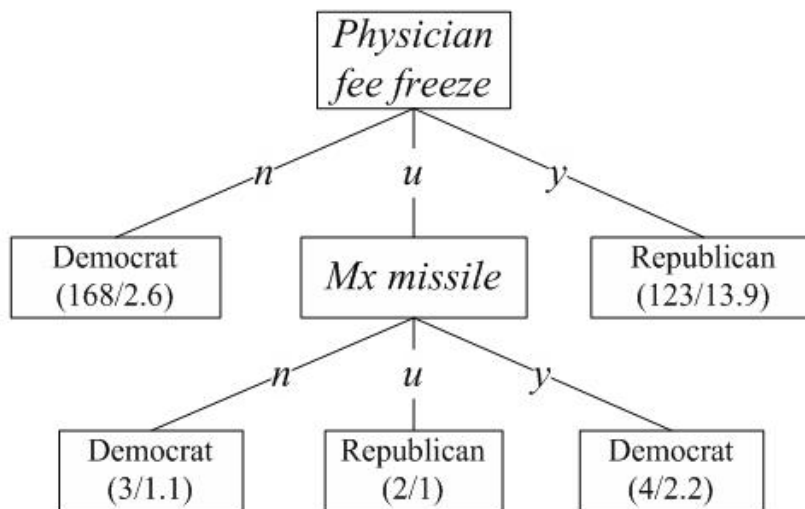 Physician
fee freeze
n
u
y
Democrat
(168/2.6)
Mx missile
Republican
(123/13.9)
n
u
y
Democrat
(3/1.1)
Republican
(2/1)
Democrat
(4/2.2)